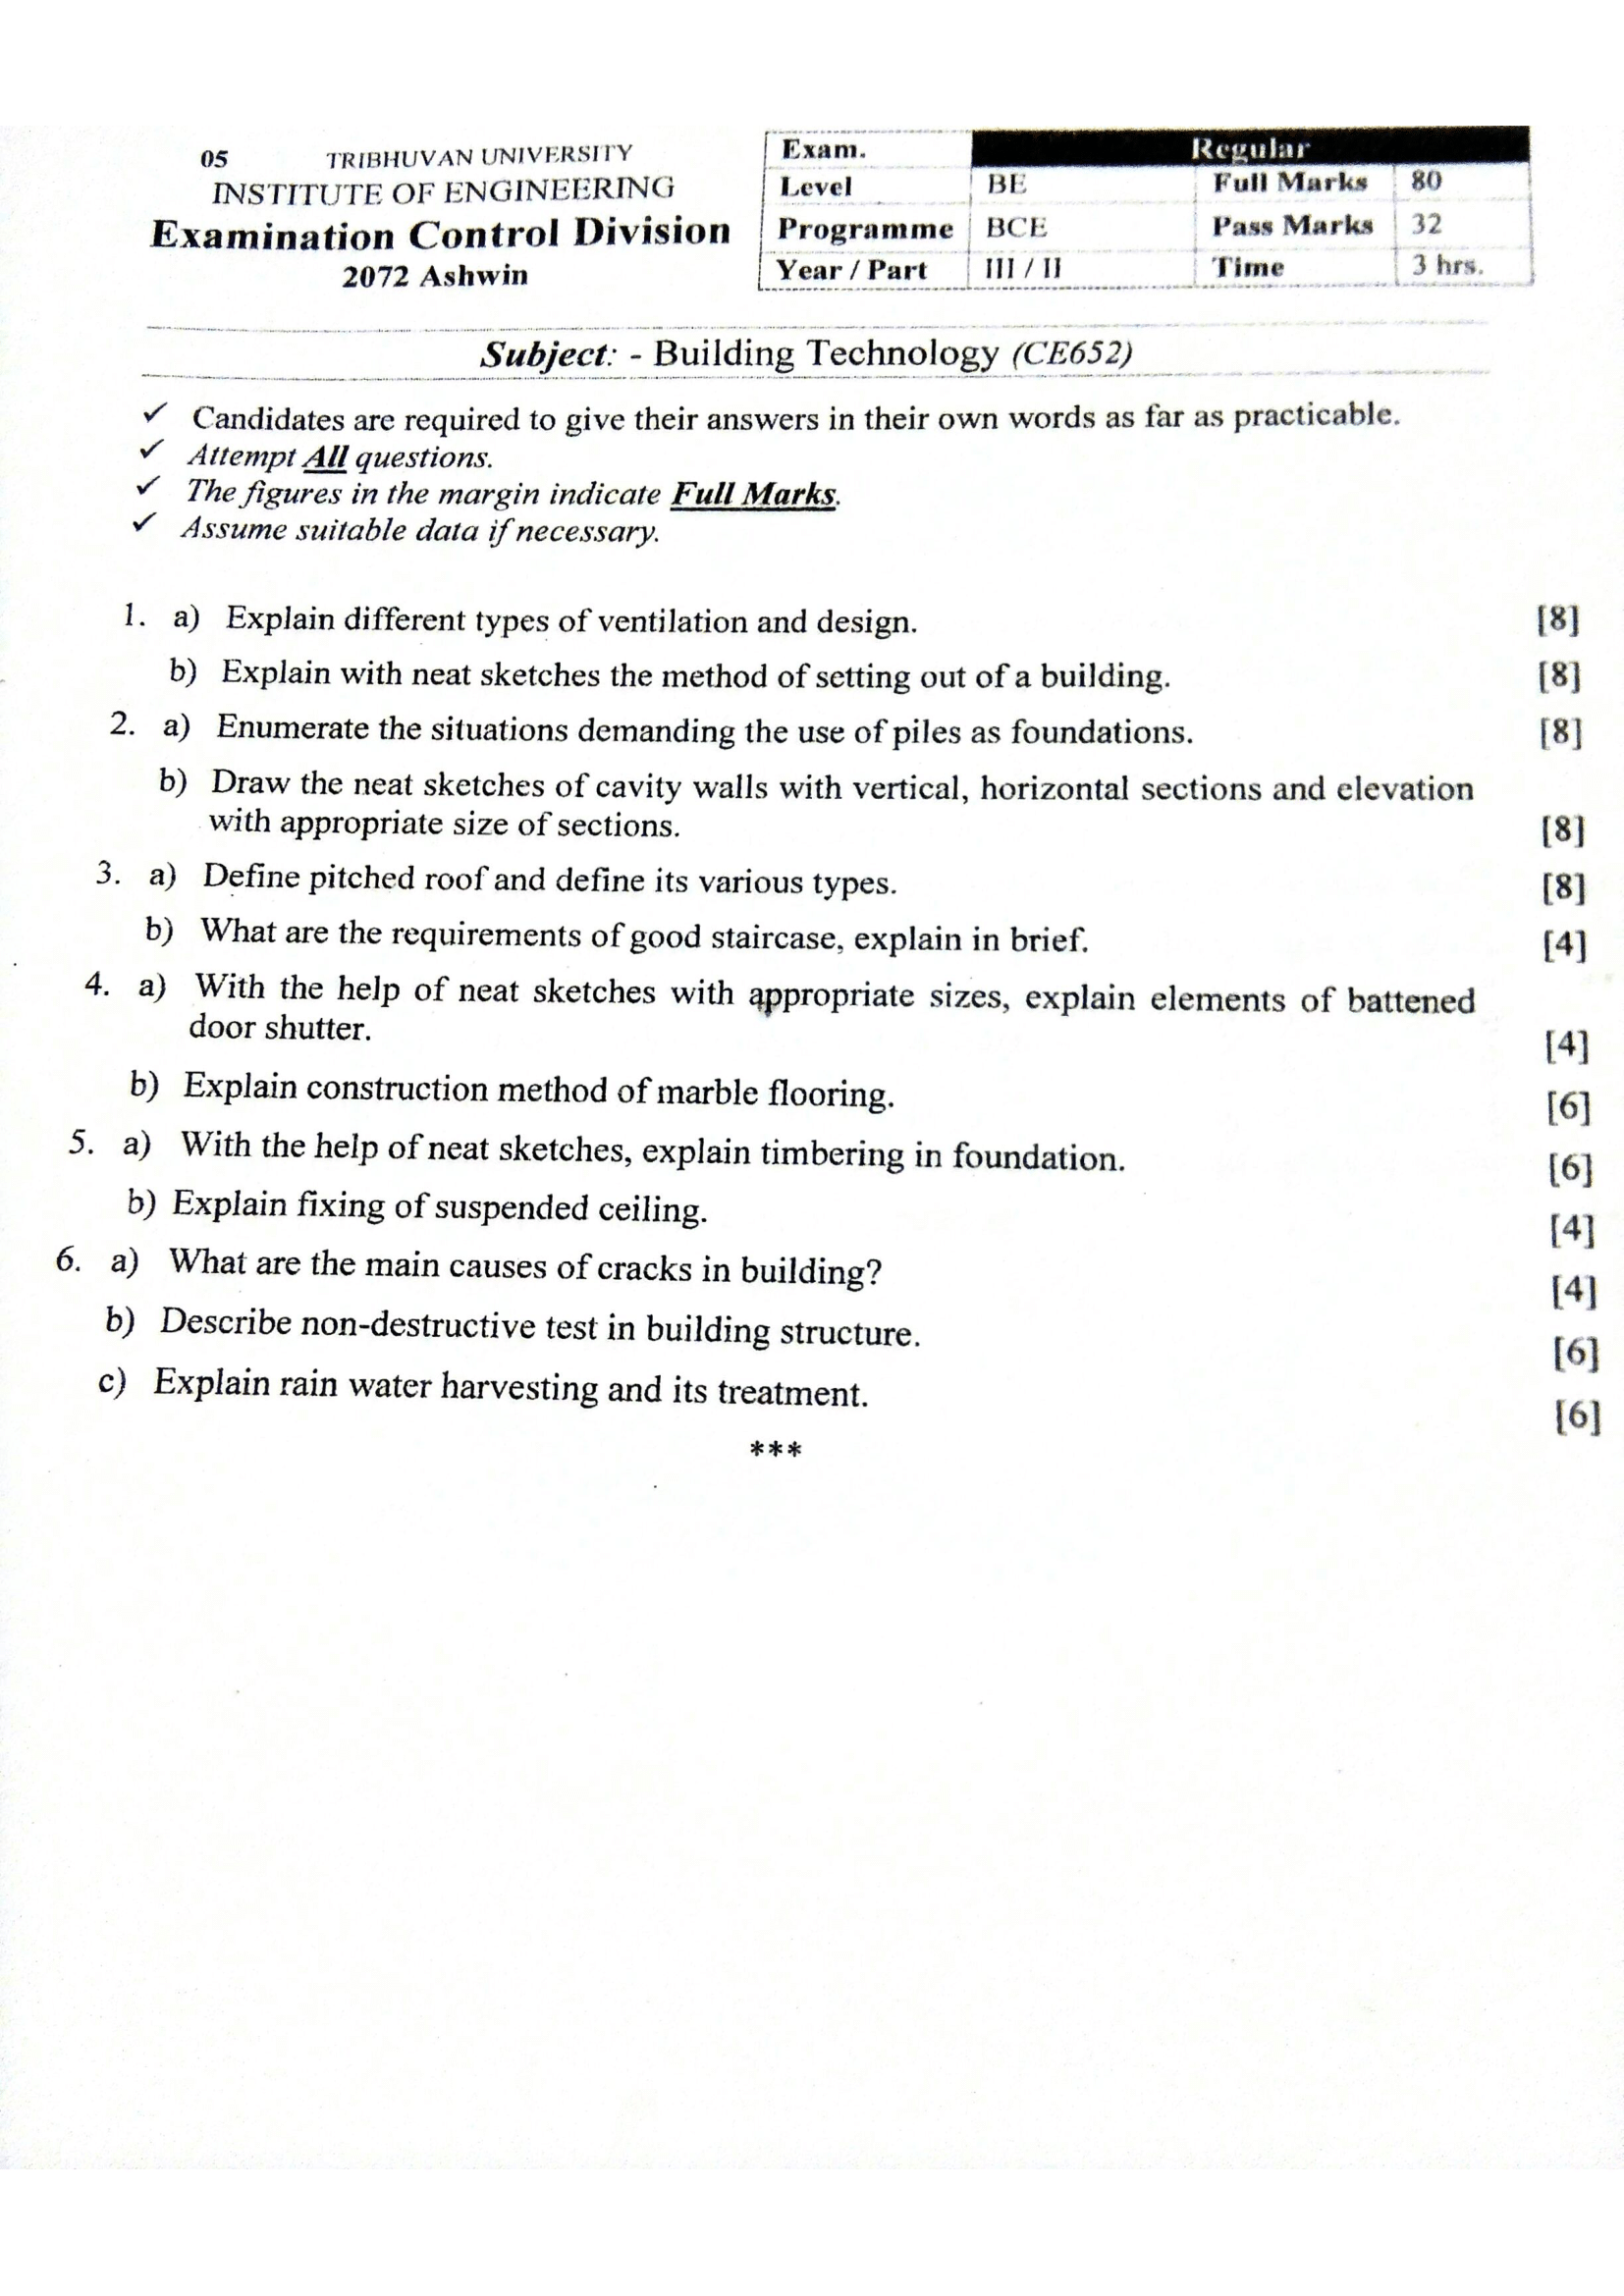 05 TRIBHUVAN UNIVERSITY
INSTITUTE OF ENGINEERING
Examination Control Division
2072 Ashwin
Exam. Regular
Level BE Full Marks 80
Programme BCE Pass Marks 32
Year / Part III / II Time 3 hrs.
Subject: - Building Technology (CE652)
✓ Candidates are required to give their answers in their own words as far as practicable.
✓ Attempt All questions.
✓ The figures in the margin indicate Full Marks.
✓ Assume suitable data if necessary.
1. a) Explain different types of ventilation and design. [8]
b) Explain with neat sketches the method of setting out of a building. [8]
2. a) Enumerate the situations demanding the use of piles as foundations. [8]
b) Draw the neat sketches of cavity walls with vertical, horizontal sections and elevation
with appropriate size of sections. [8]
3. a) Define pitched roof and define its various types. [8]
b) What are the requirements of good staircase, explain in brief. [4]
4. a) With the help of neat sketches with appropriate sizes, explain elements of battened
door shutter. [4]
b) Explain construction method of marble flooring. [6]
5. a) With the help of neat sketches, explain timbering in foundation. [6]
b) Explain fixing of suspended ceiling. [4]
6. a) What are the main causes of cracks in building? [4]
b) Describe non-destructive test in building structure. [6]
c) Explain rain water harvesting and its treatment. [6]
***